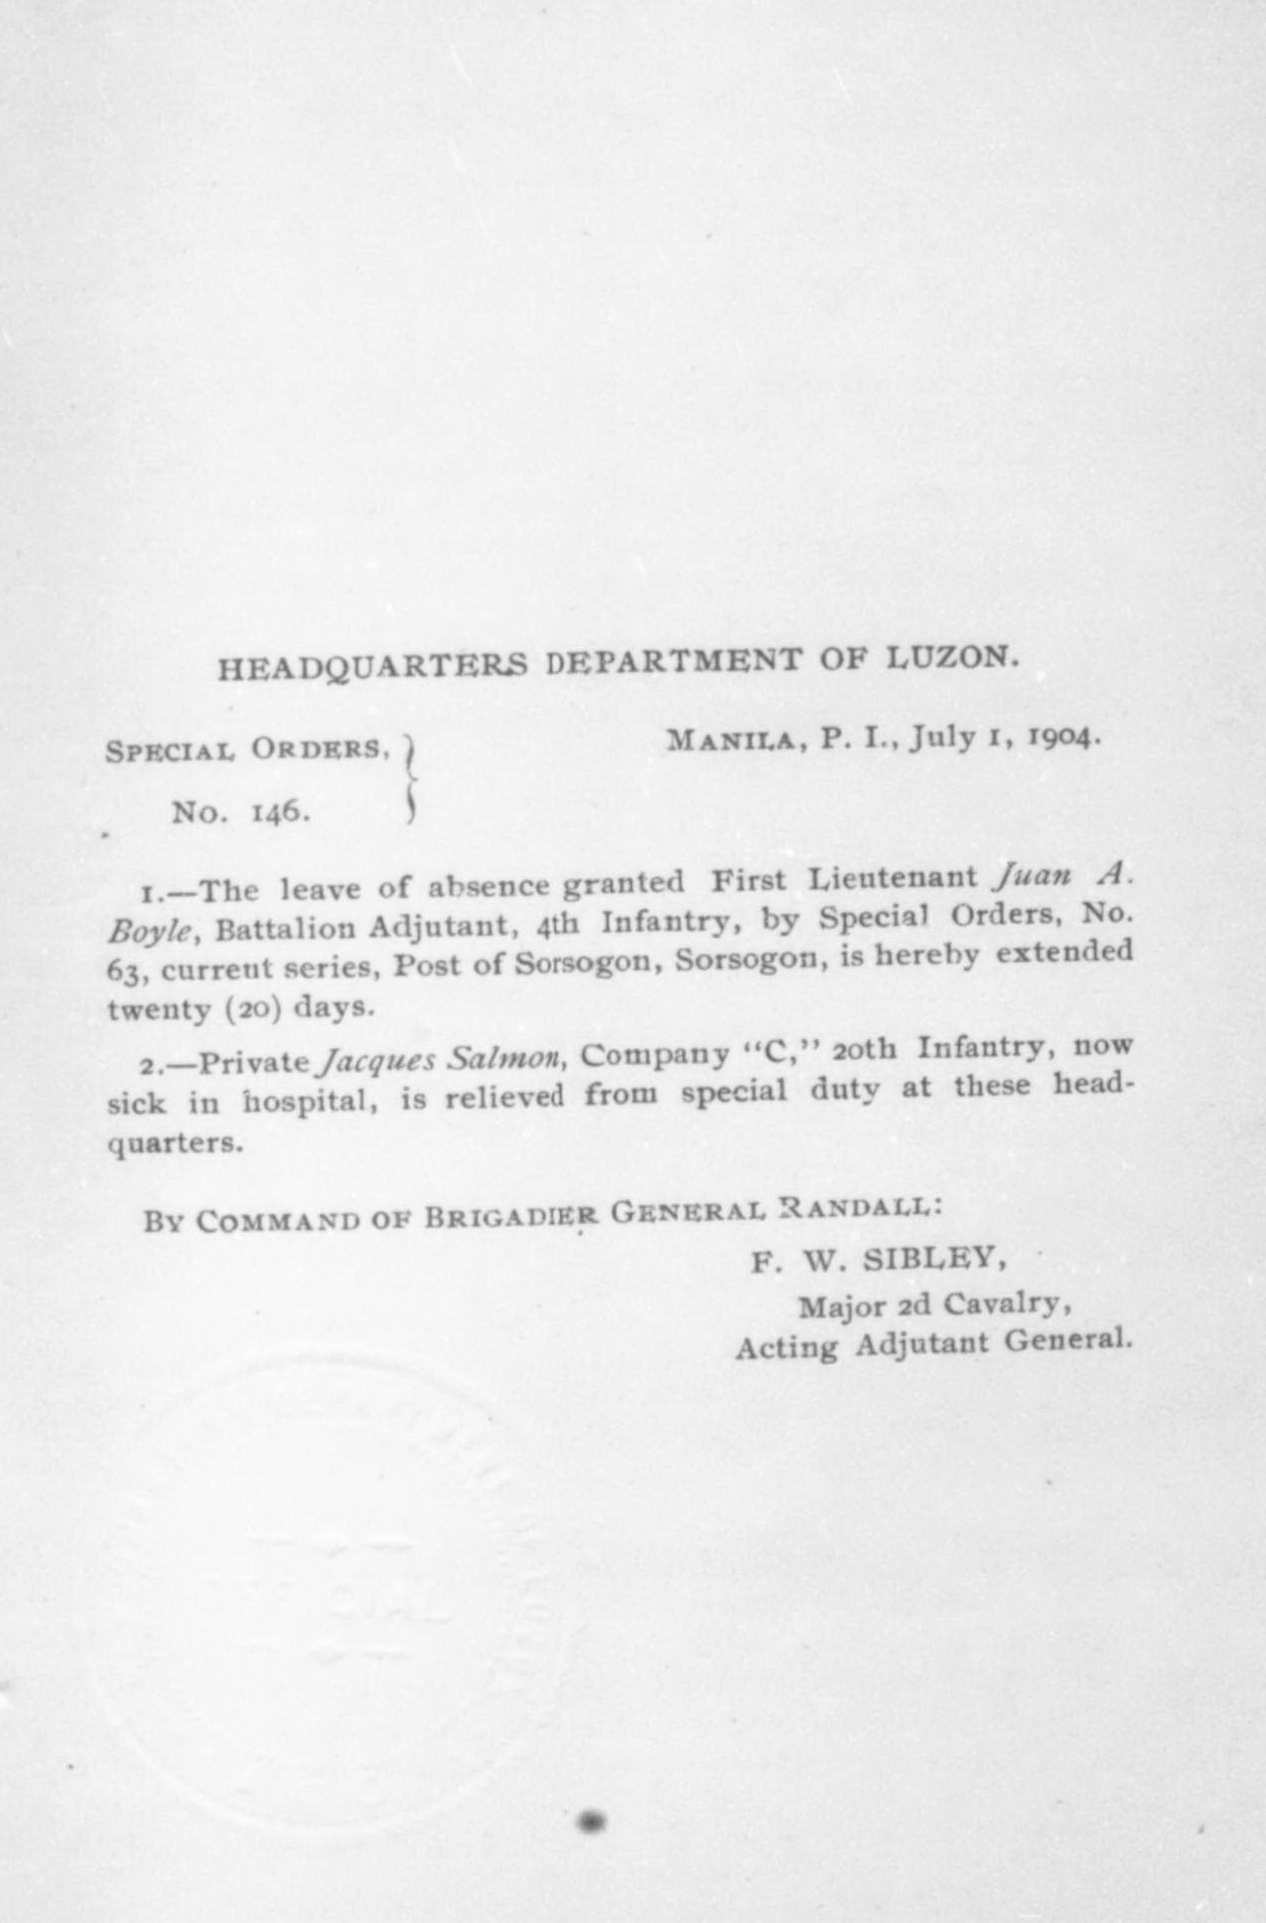 HEADQUARTERS DEPARTMENT OF LUZON.
SPECIAL ORDERS, }
No. 146.
MANILA, P. I., July 1, 1904.
1.—The leave of absence granted First Lieutenant Juan A.
Boyle, Battalion Adjutant, 4th Infantry, by Special Orders, No.
63, current series, Post of Sorsogon, Sorsogon, is hereby extended
twenty (20) days.
2.—Private Jacques Salmon, Company “C,” 20th Infantry, now
sick in hospital, is relieved from special duty at these head-
quarters.
BY COMMAND OF BRIGADIER GENERAL RANDALL:
F. W. SIBLEY,
Major 2d Cavalry,
Acting Adjutant General.